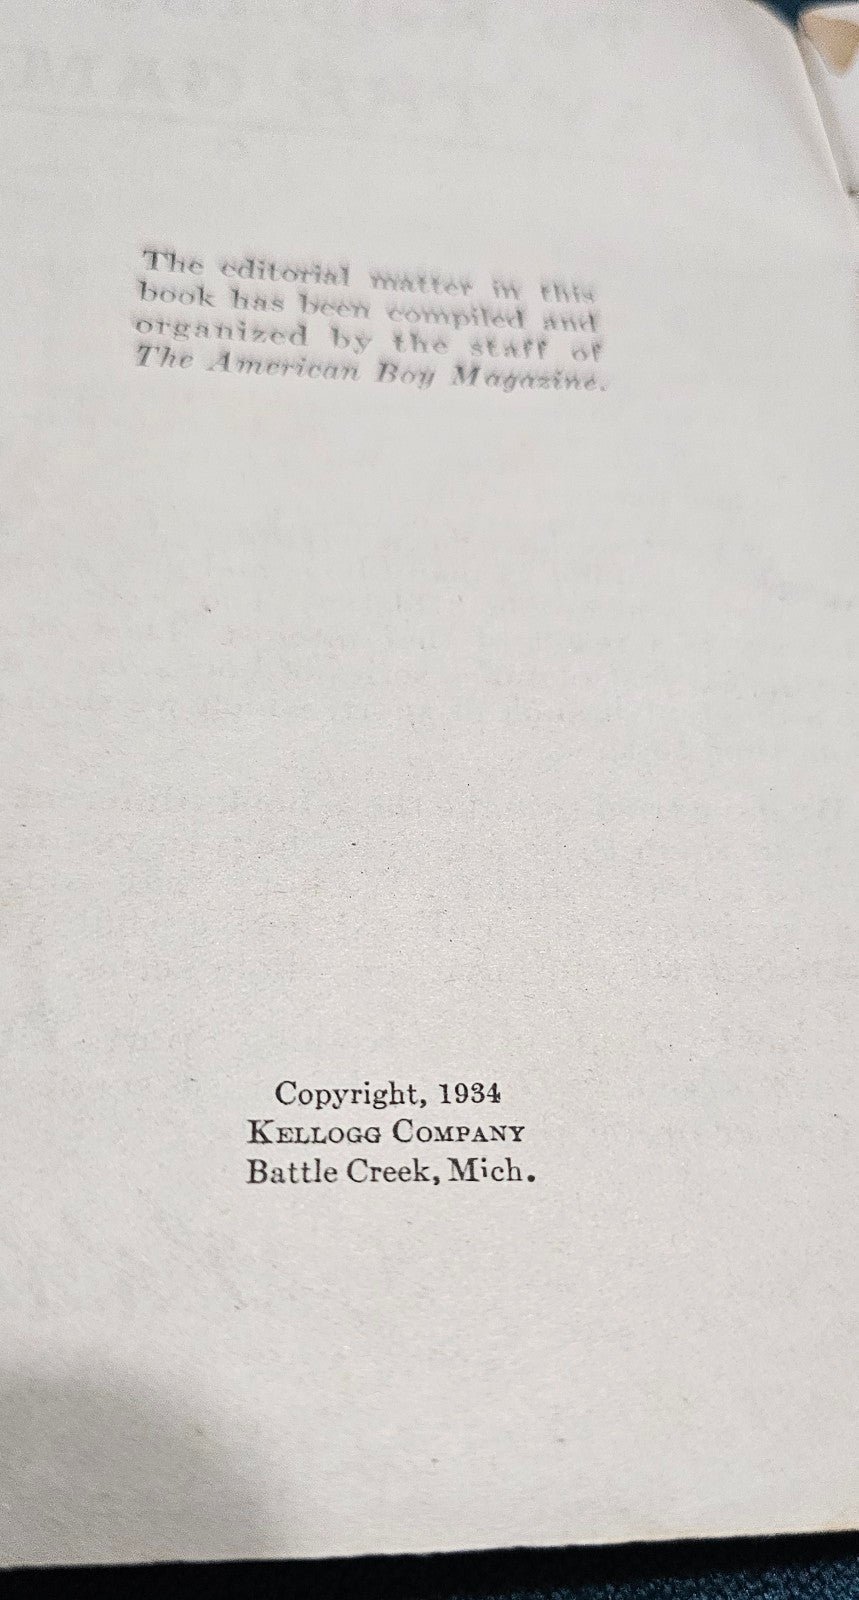 The editorial matter in this
book has been compiled and
organized by the staff of
The American Boy Magazine.
Copyright, 1934
KELLOGG COMPANY
Battle Creek, Mich.